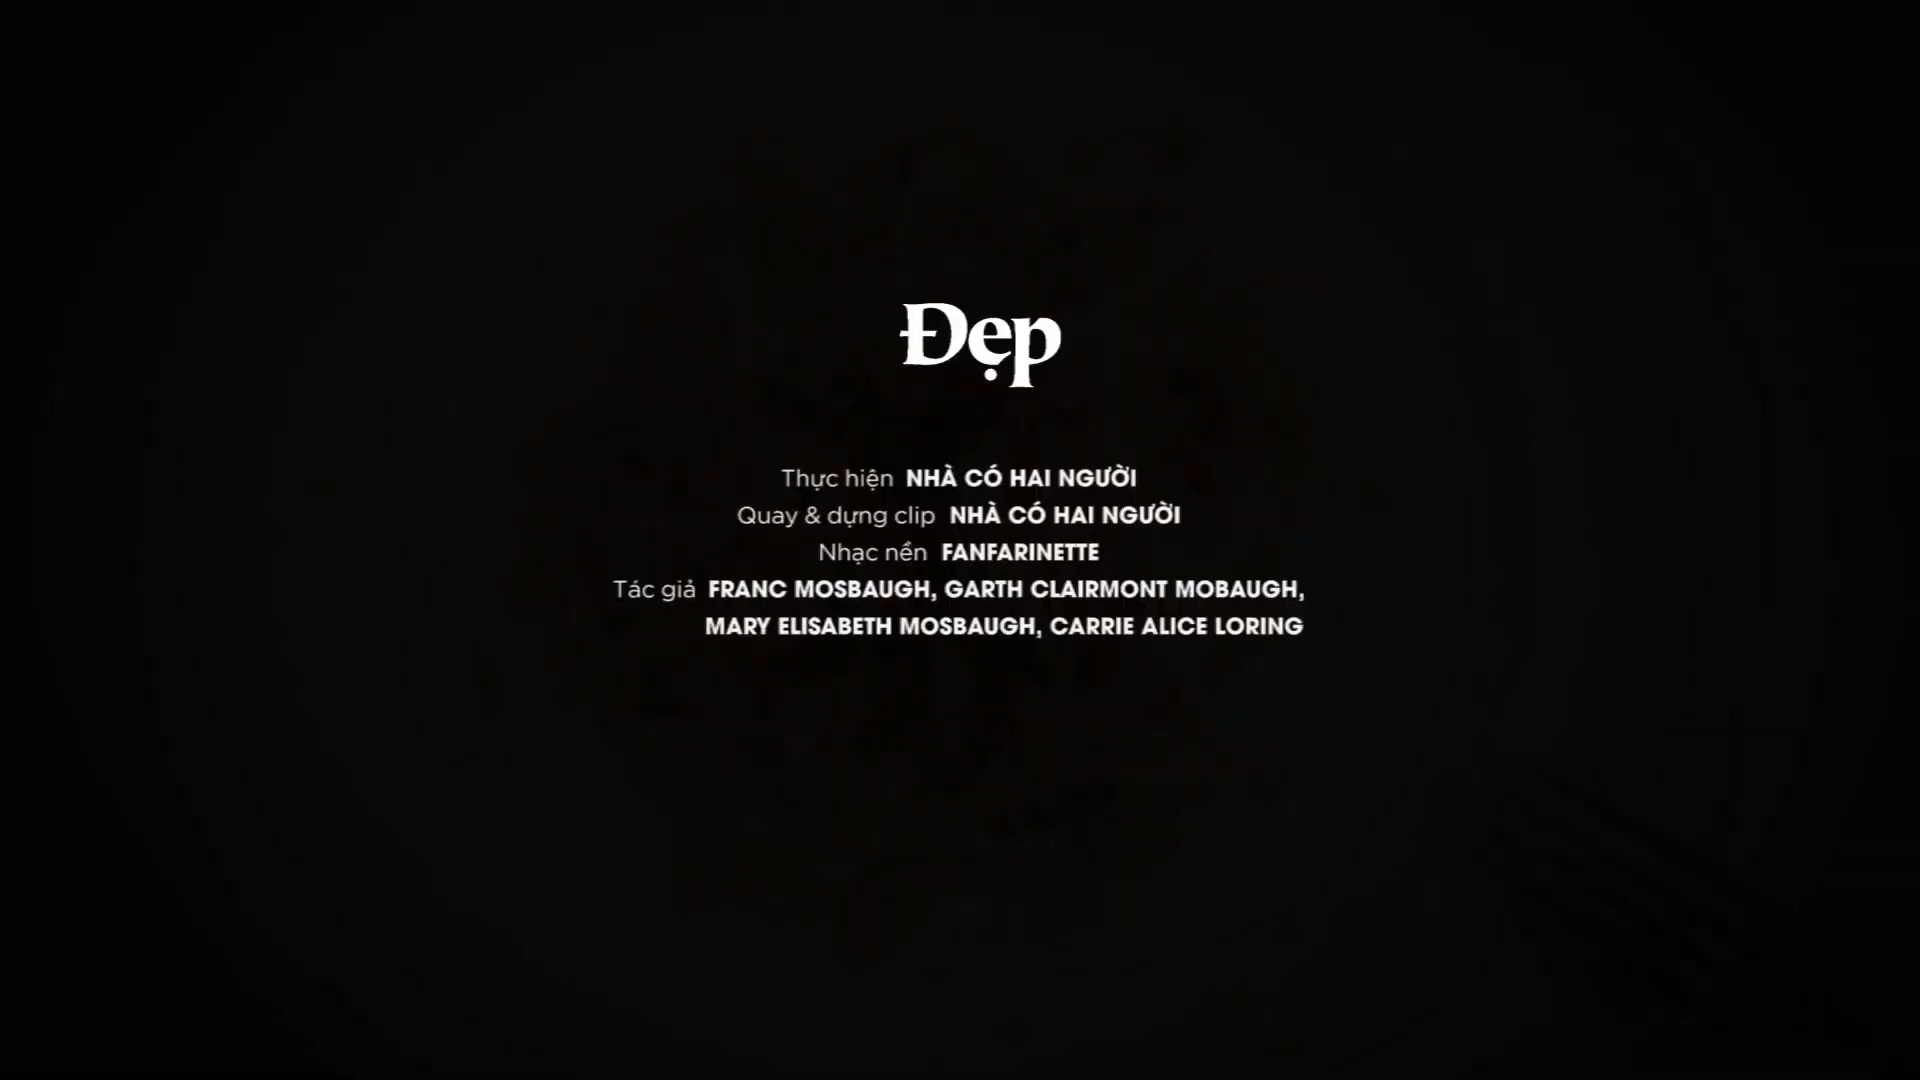 Đẹp
Thực hiện NHÀ CÓ HAI NGƯỜI
Quay & dựng clip NHÀ CÓ HAI NGƯỜI
Nhạc nền FANFARINETTE
Tác giả FRANC MOSBAUGH, GARTH CLAIRMONT MOBAUGH,
MARY ELISABETH MOSBAUGH, CARRIE ALICE LORING